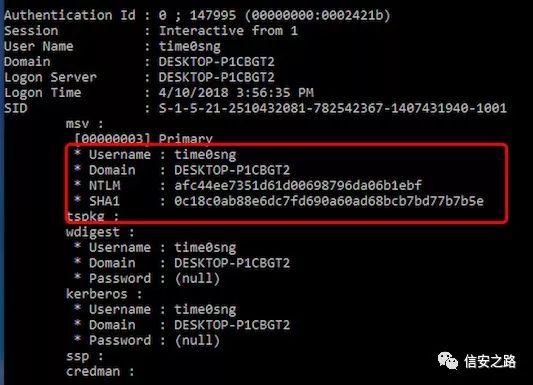 Authentication Id : 0 ; 147995 (00000000:0002421b)
Session           : Interactive from 1
User Name         : time0sng
Domain            : DESKTOP-P1CBGT2
Logon Server      : DESKTOP-P1CBGT2
Logon Time        : 4/10/2018 3:56:35 PM
SID               : S-1-5-21-2510432081-782542367-1407431940-1001
msv :
[00000003] Primary
* Username : time0sng
* Domain   : DESKTOP-P1CBGT2
* NTLM     : afc44ee7351d61d00698796da06b1ebf
* SHA1     : 0c18c0ab88e6dc7fd690a60ad68bcb7bd77b7b5e
tspkg :
wdigest :
* Username : time0sng
* Domain   : DESKTOP-P1CBGT2
* Password : (null)
kerberos :
* Username : time0sng
* Domain   : DESKTOP-P1CBGT2
* Password : (null)
ssp :
credman :
信安之路